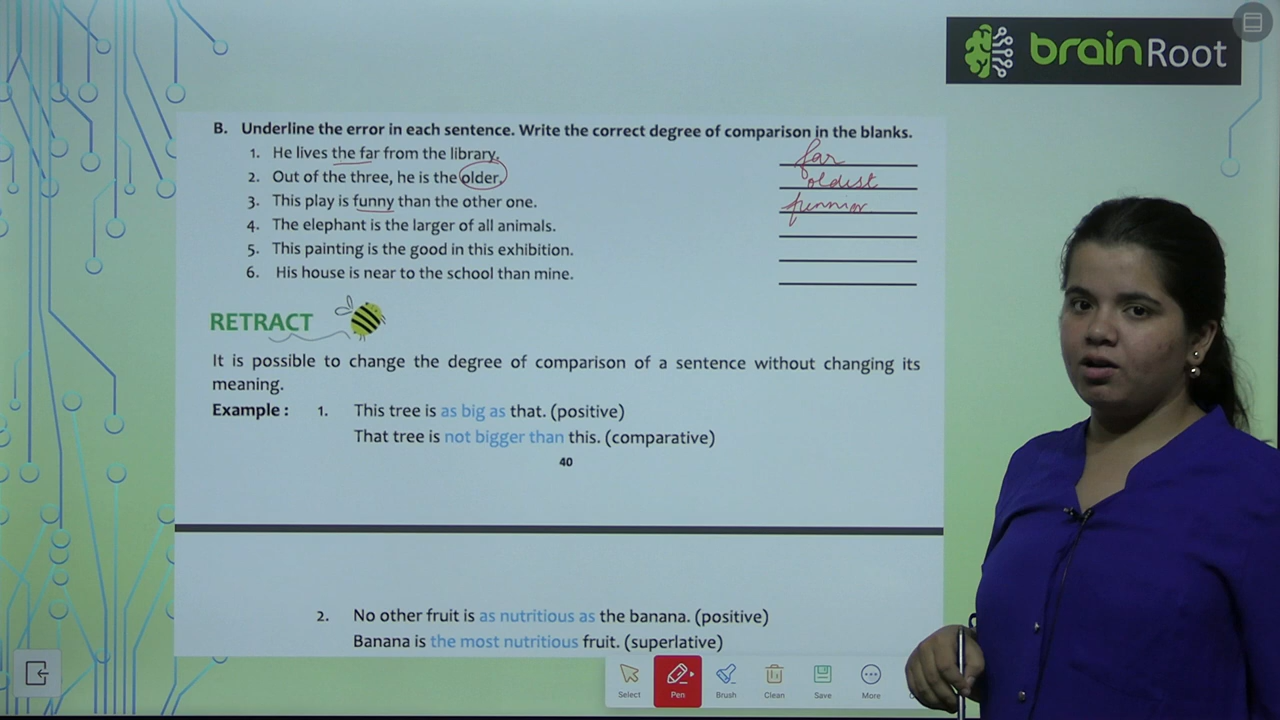 brainRoot
B. Underline the error in each sentence. Write the correct degree of comparison in the blanks.
1. He lives the far from the library. far
2. Out of the three, he is the older. oldest
3. This play is funny than the other one. funnier
4. The elephant is the larger of all animals.
5. This painting is the good in this exhibition.
6. His house is near to the school than mine.
RETRACT
It is possible to change the degree of comparison of a sentence without changing its
meaning.
Example : 1. This tree is as big as that. (positive)
That tree is not bigger than this. (comparative)
40
2. No other fruit is as nutritious as the banana. (positive)
Banana is the most nutritious fruit. (superlative)
Select Pen Brush Clean Save More